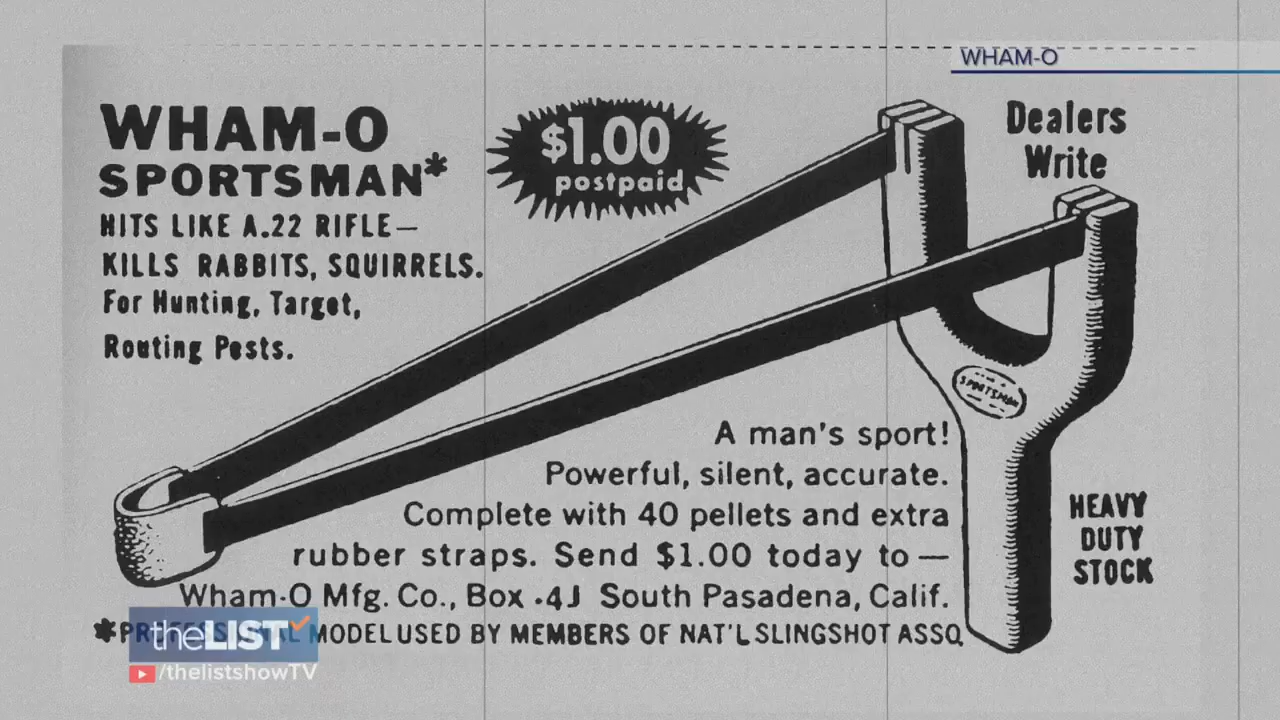 WHAM-O
WHAM-O
SPORTSMAN*
HITS LIKE A.22 RIFLE—
KILLS RABBITS, SQUIRRELS.
For Hunting, Target,
Routing Pests.
$1.00
postpaid
Dealers
Write
SPORTSMAN
A man's sport!
Powerful, silent, accurate.
Complete with 40 pellets and extra
rubber straps. Send $1.00 today to —
Wham-O Mfg. Co., Box .4J South Pasadena, Calif.
HEAVY
DUTY
STOCK
MODEL USED BY MEMBERS OF NAT'L SLINGSHOT ASSO.
theLIST
/thelistshowTV